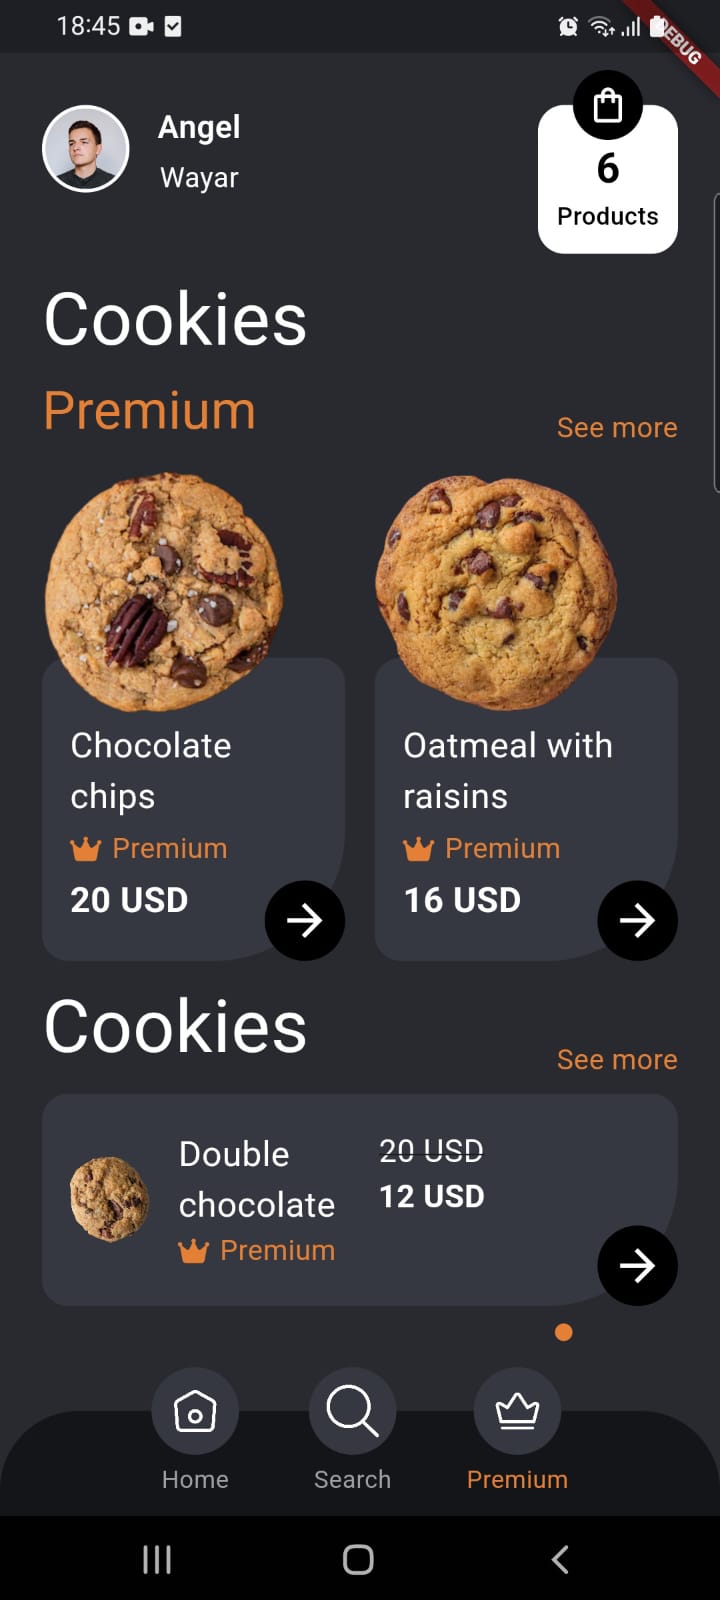 18:45
DEBUG
Angel
Wayar
6
Products
Cookies
Premium
See more
Chocolate
chips
Premium
20 USD
Oatmeal with
raisins
Premium
16 USD
Cookies
See more
Double
chocolate
Premium
20 USD
12 USD
Home
Search
Premium